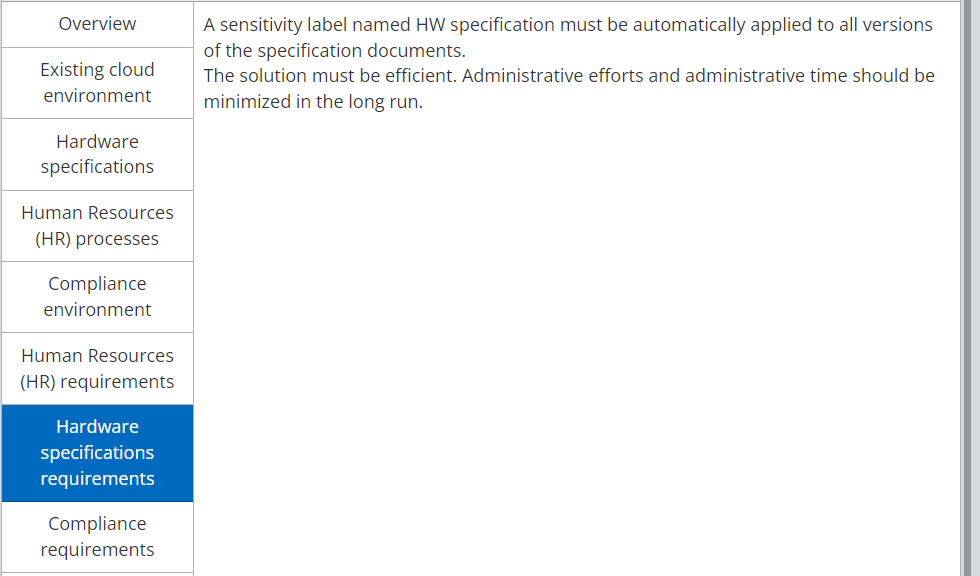 Overview
Existing cloud
environment
Hardware
specifications
Human Resources
(HR) processes
Compliance
environment
Human Resources
(HR) requirements
Hardware
specifications
requirements
Compliance
requirements
A sensitivity label named HW specification must be automatically applied to all versions
of the specification documents.
The solution must be efficient. Administrative efforts and administrative time should be
minimized in the long run.